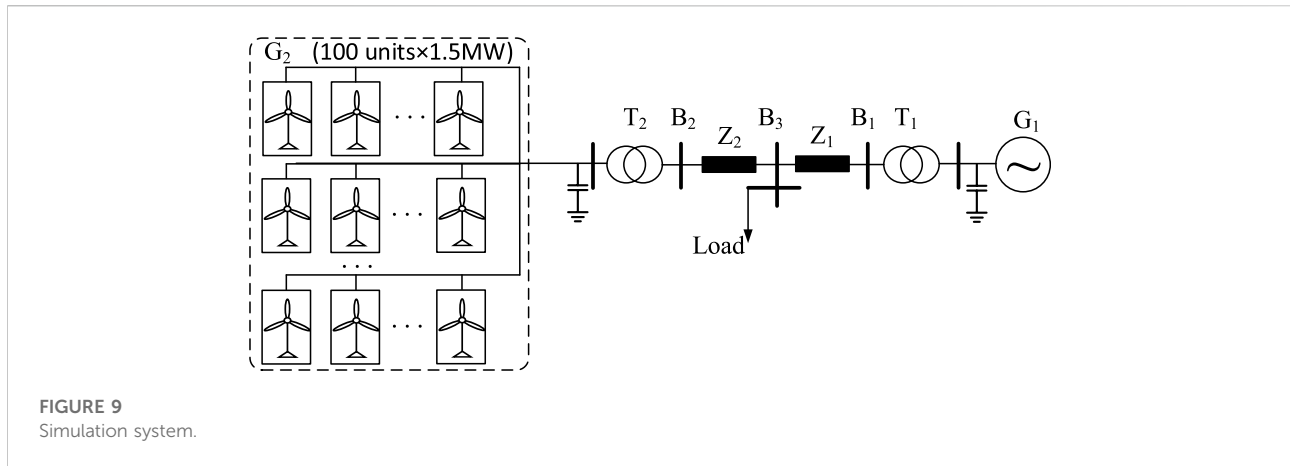 G₂ (100 units×1.5MW)
T₂ B₂ Z₂ B₃ Z₁ B₁ T₁ G₁
Load
FIGURE 9
Simulation system.